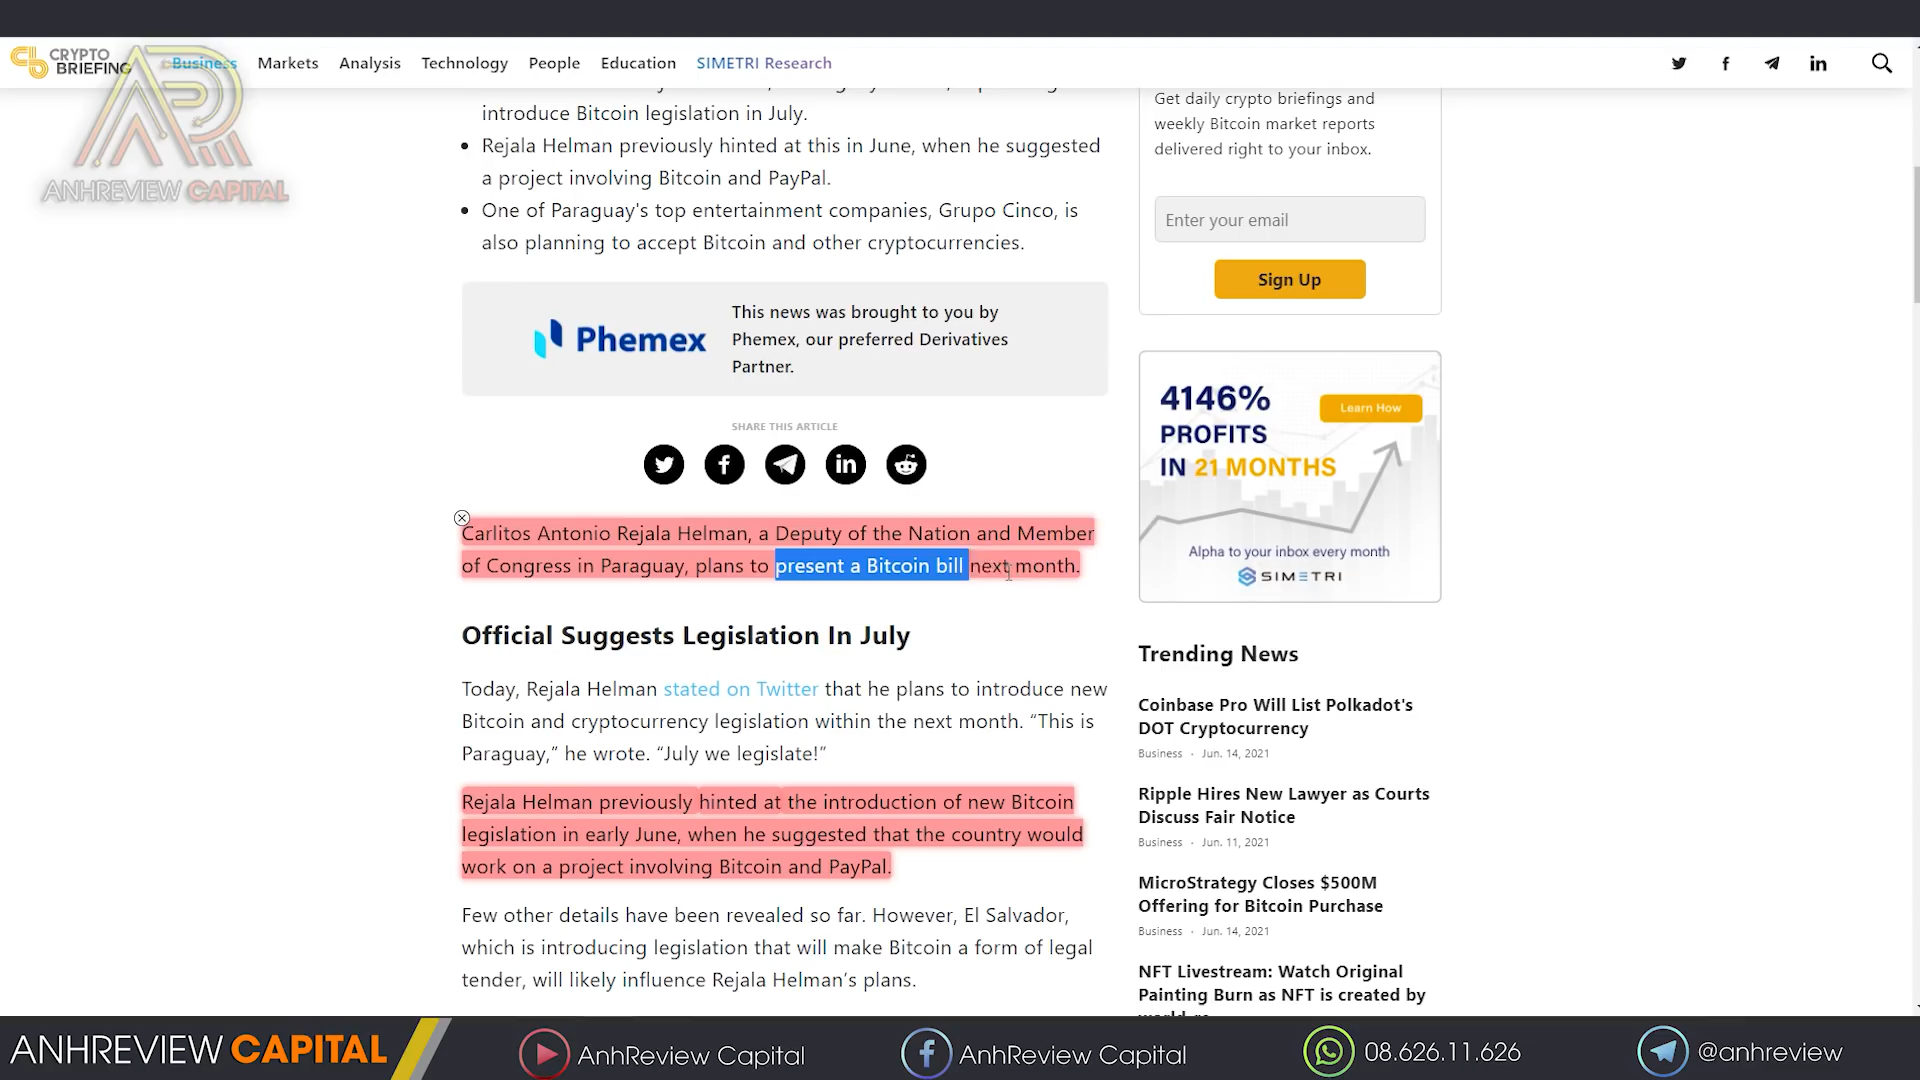 CRYPTO
BRIEFING
Business Markets Analysis Technology People Education SIMETRI Research
ANHREVIEW CAPITAL
introduce Bitcoin legislation in July.
Rejala Helman previously hinted at this in June, when he suggested
a project involving Bitcoin and PayPal.
One of Paraguay's top entertainment companies, Grupo Cinco, is
also planning to accept Bitcoin and other cryptocurrencies.
Phemex
This news was brought to you by
Phemex, our preferred Derivatives
Partner.
SHARE THIS ARTICLE
Carlitos Antonio Rejala Helman, a Deputy of the Nation and Member
of Congress in Paraguay, plans to present a Bitcoin bill next month.
Official Suggests Legislation In July
Today, Rejala Helman stated on Twitter that he plans to introduce new
Bitcoin and cryptocurrency legislation within the next month. “This is
Paraguay,” he wrote. “July we legislate!”
Rejala Helman previously hinted at the introduction of new Bitcoin
legislation in early June, when he suggested that the country would
work on a project involving Bitcoin and PayPal.
Few other details have been revealed so far. However, El Salvador,
which is introducing legislation that will make Bitcoin a form of legal
tender, will likely influence Rejala Helman’s plans.
Get daily crypto briefings and
weekly Bitcoin market reports
delivered right to your inbox.
Enter your email
Sign Up
4146%
PROFITS
IN 21 MONTHS
Learn How
Alpha to your inbox every month
SIMETRI
Trending News
Coinbase Pro Will List Polkadot's
DOT Cryptocurrency
Business · Jun. 14, 2021
Ripple Hires New Lawyer as Courts
Discuss Fair Notice
Business · Jun. 11, 2021
MicroStrategy Closes $500M
Offering for Bitcoin Purchase
Business · Jun. 14, 2021
NFT Livestream: Watch Original
Painting Burn as NFT is created by
ANHREVIEW CAPITAL AnhReview Capital AnhReview Capital 08.626.11.626 @anhreview